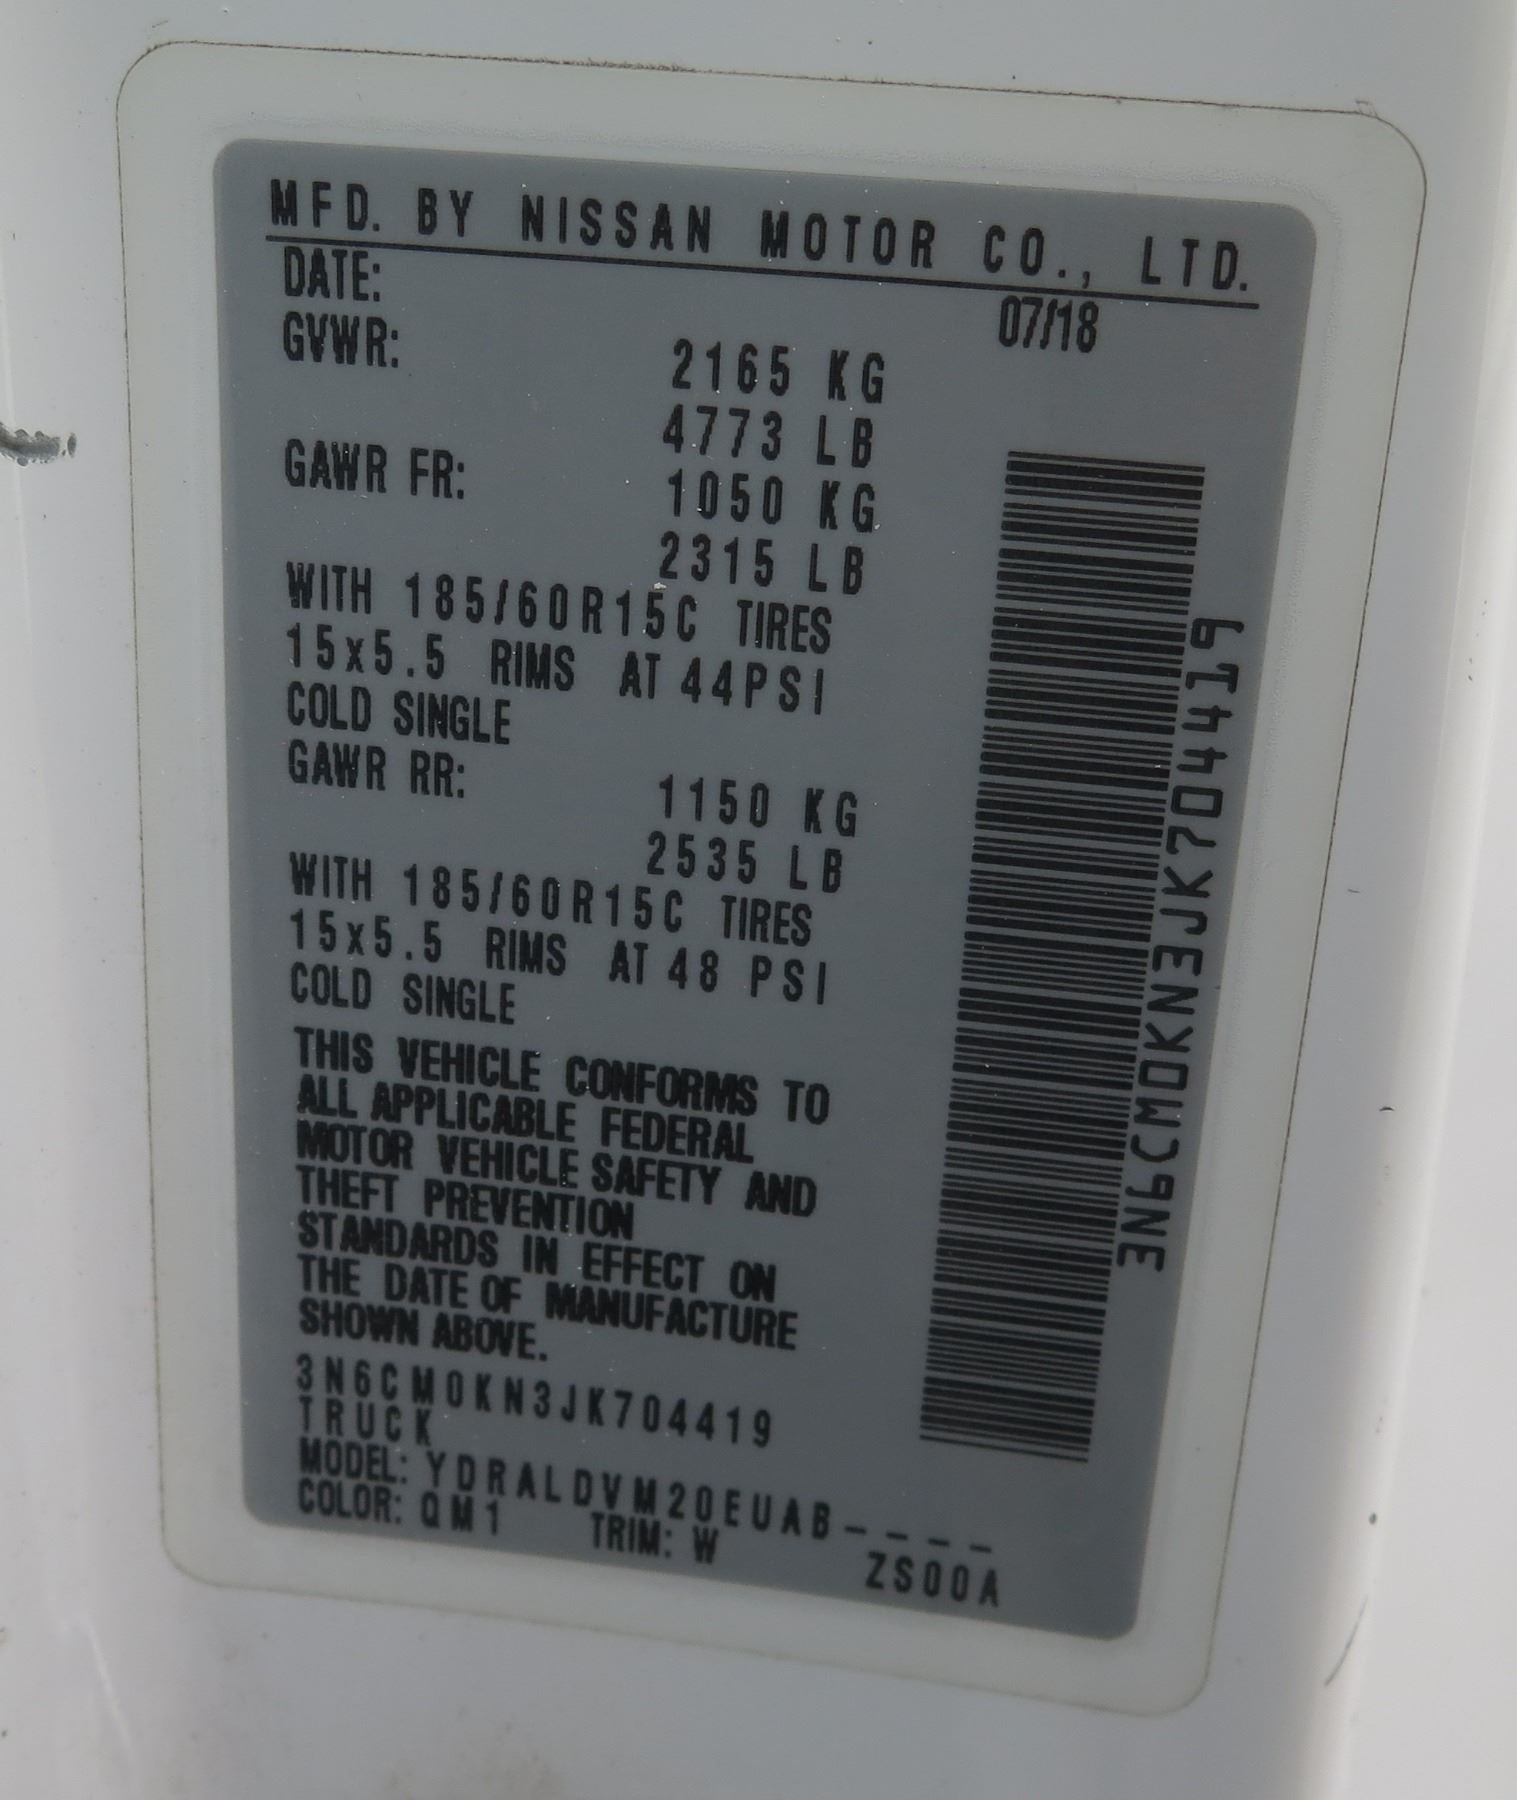 MFD. BY NISSAN MOTOR CO., LTD.
DATE: 07/18
GVWR: 2165 KG
4773 LB
GAWR FR: 1050 KG
2315 LB
WITH 185/60R15C TIRES
15x5.5 RIMS AT 44PSI
COLD SINGLE
GAWR RR: 1150 KG
2535 LB
WITH 185/60R15C TIRES
15x5.5 RIMS AT 48 PSI
COLD SINGLE
THIS VEHICLE CONFORMS TO
ALL APPLICABLE FEDERAL
MOTOR VEHICLE SAFETY AND
THEFT PREVENTION
STANDARDS IN EFFECT ON
THE DATE OF MANUFACTURE
SHOWN ABOVE.
3N6CM0KN3JK704419
TRUCK
MODEL: YDRALDVM20EUAB----
COLOR: QM1 TRIM: W ZS00A
3N6CM0KN3JK704419